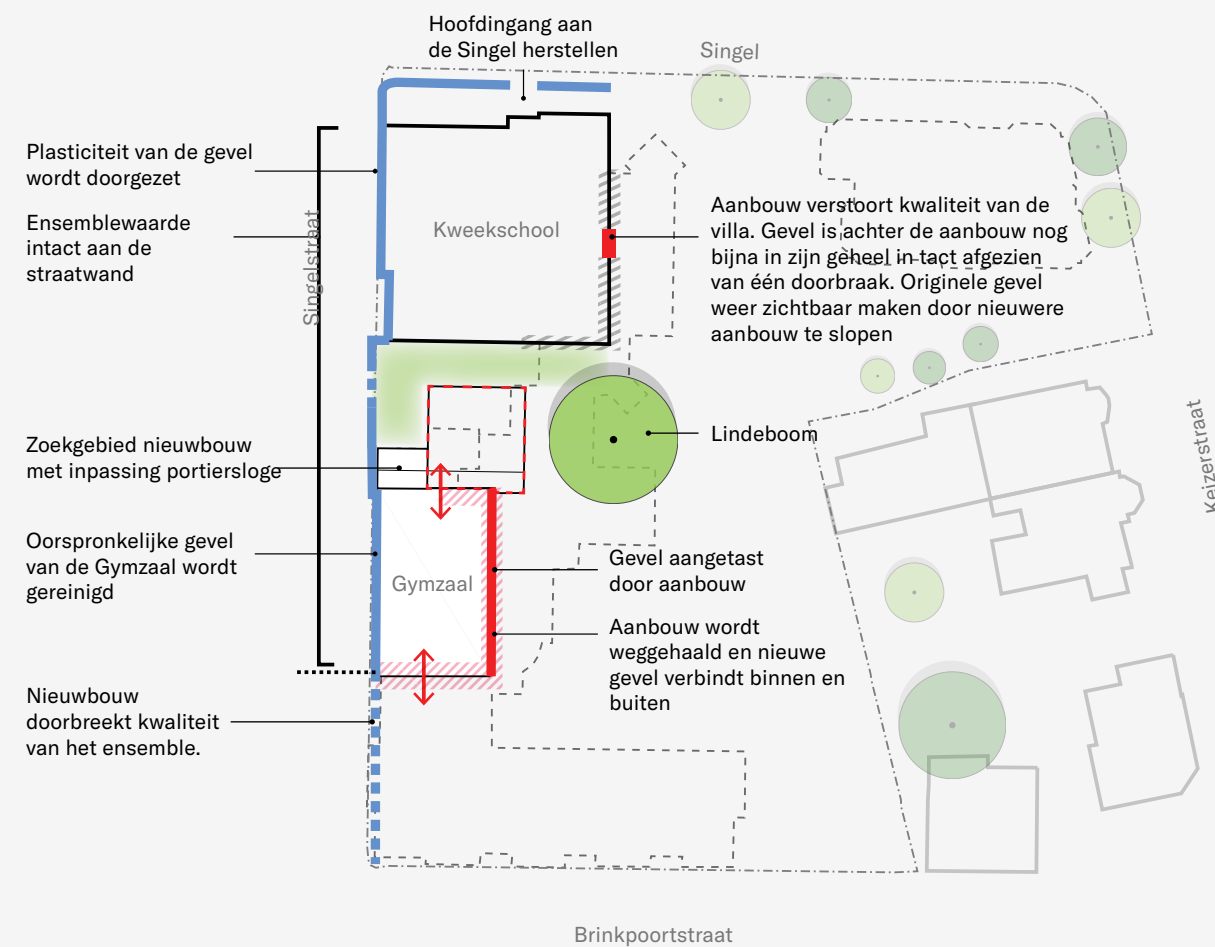 Hoofdingang aan
de Singel herstellen
Singel
Plasticiteit van de gevel
wordt doorgezet
Ensemblewaarde
intact aan de
straatwand
Singelstraat
Kweekschool
Aanbouw verstoort kwaliteit van de
villa. Gevel is achter de aanbouw nog
bijna in zijn geheel in tact afgezien
van één doorbraak. Originele gevel
weer zichtbaar maken door nieuwere
aanbouw te slopen
Keizerstraat
Lindeboom
Zoekgebied nieuwbouw
met inpassing portiersloge
Oorspronkelijke gevel
van de Gymzaal wordt
gereinigd
Gymzaal
Gevel aangetast
door aanbouw
Aanbouw wordt
weggehaald en nieuwe
gevel verbindt binnen en
buiten
Nieuwbouw
doorbreekt kwaliteit
van het ensemble.
Brinkpoortstraat